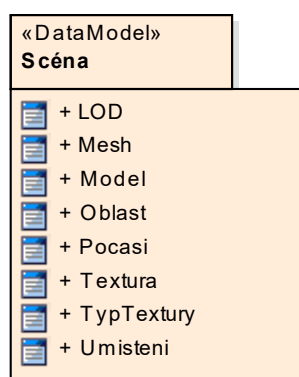 «DataModel»
Scéna
+ LOD
+ Mesh
+ Model
+ Oblast
+ Pocasi
+ Textura
+ TypTextury
+ Umisteni